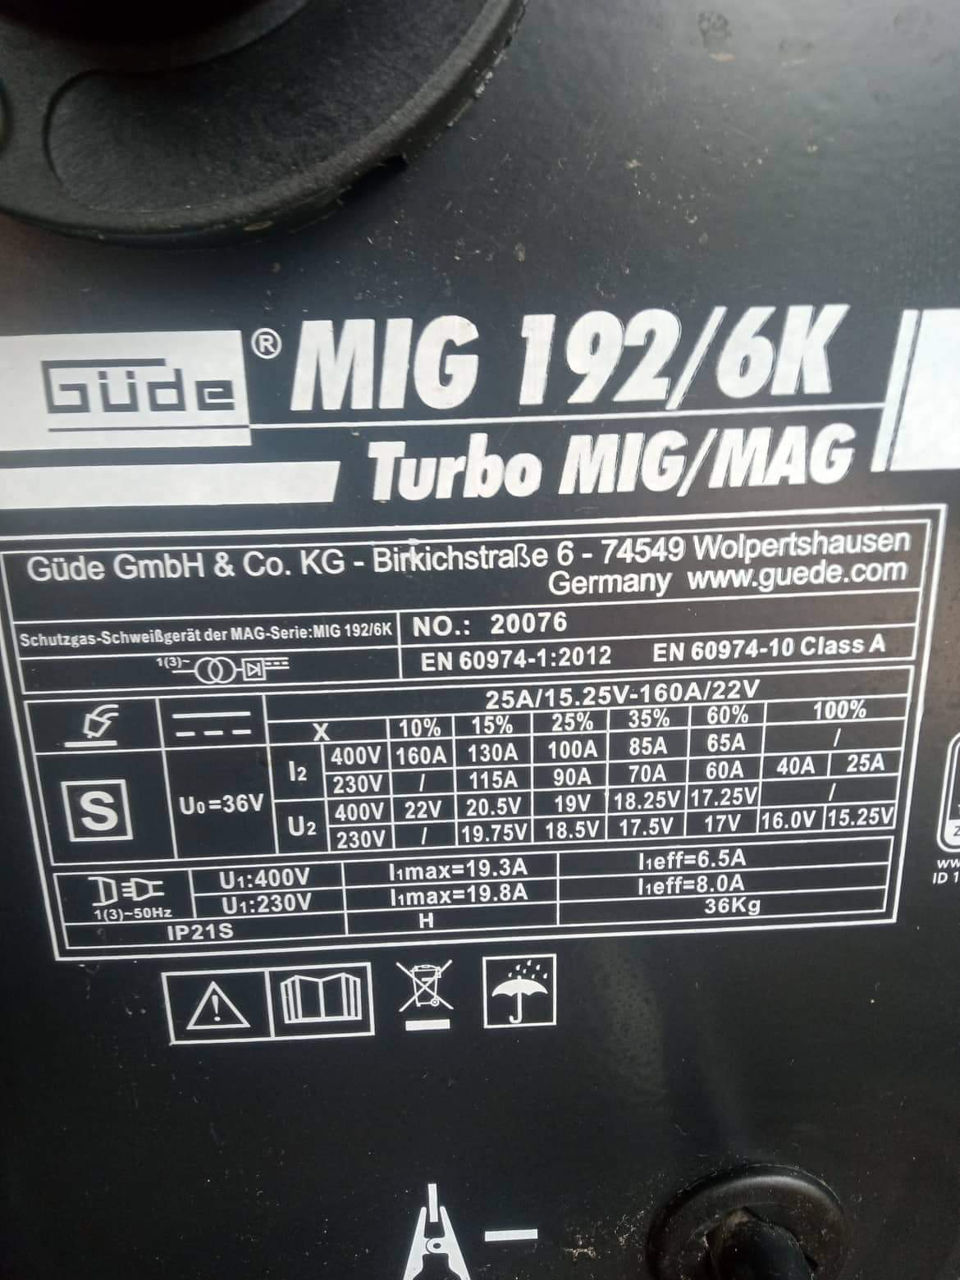 Güde® MIG 192/6K
Turbo MIG/MAG
Güde GmbH & Co. KG - Birkichstraße 6 - 74549 Wolpertshausen
Germany www.guede.com
Schutzgas-Schweißgerät der MAG-Serie:MIG 192/6K NO.: 20076
1(3)~ EN 60974-1:2012 EN 60974-10 Class A
25A/15.25V-160A/22V
X 10% 15% 25% 35% 60% 100%
I2 400V 160A 130A 100A 85A 65A /
230V / 115A 90A 70A 60A 40A 25A
S U0=36V
U2 400V 22V 20.5V 19V 18.25V 17.25V /
230V / 19.75V 18.5V 17.5V 17V 16.0V 15.25V
U1:400V I1max=19.3A I1eff=6.5A
1(3)~50Hz U1:230V I1max=19.8A I1eff=8.0A
IP21S H 36Kg